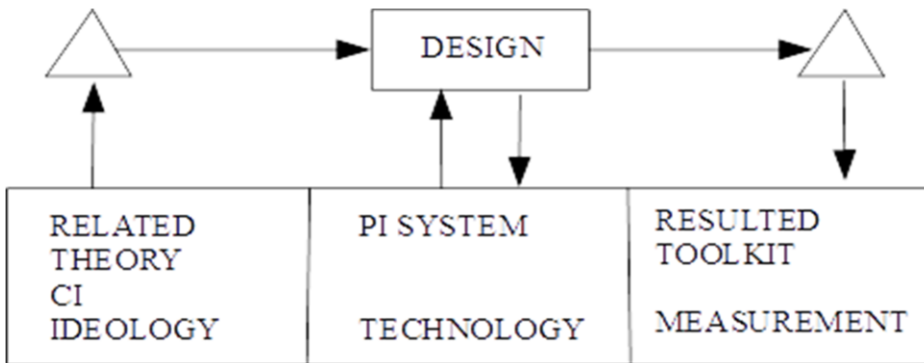 DESIGN
RELATED
THEORY
CI
IDEOLOGY
PI SYSTEM
TECHNOLOGY
RESULTED
TOOLKIT
MEASUREMENT